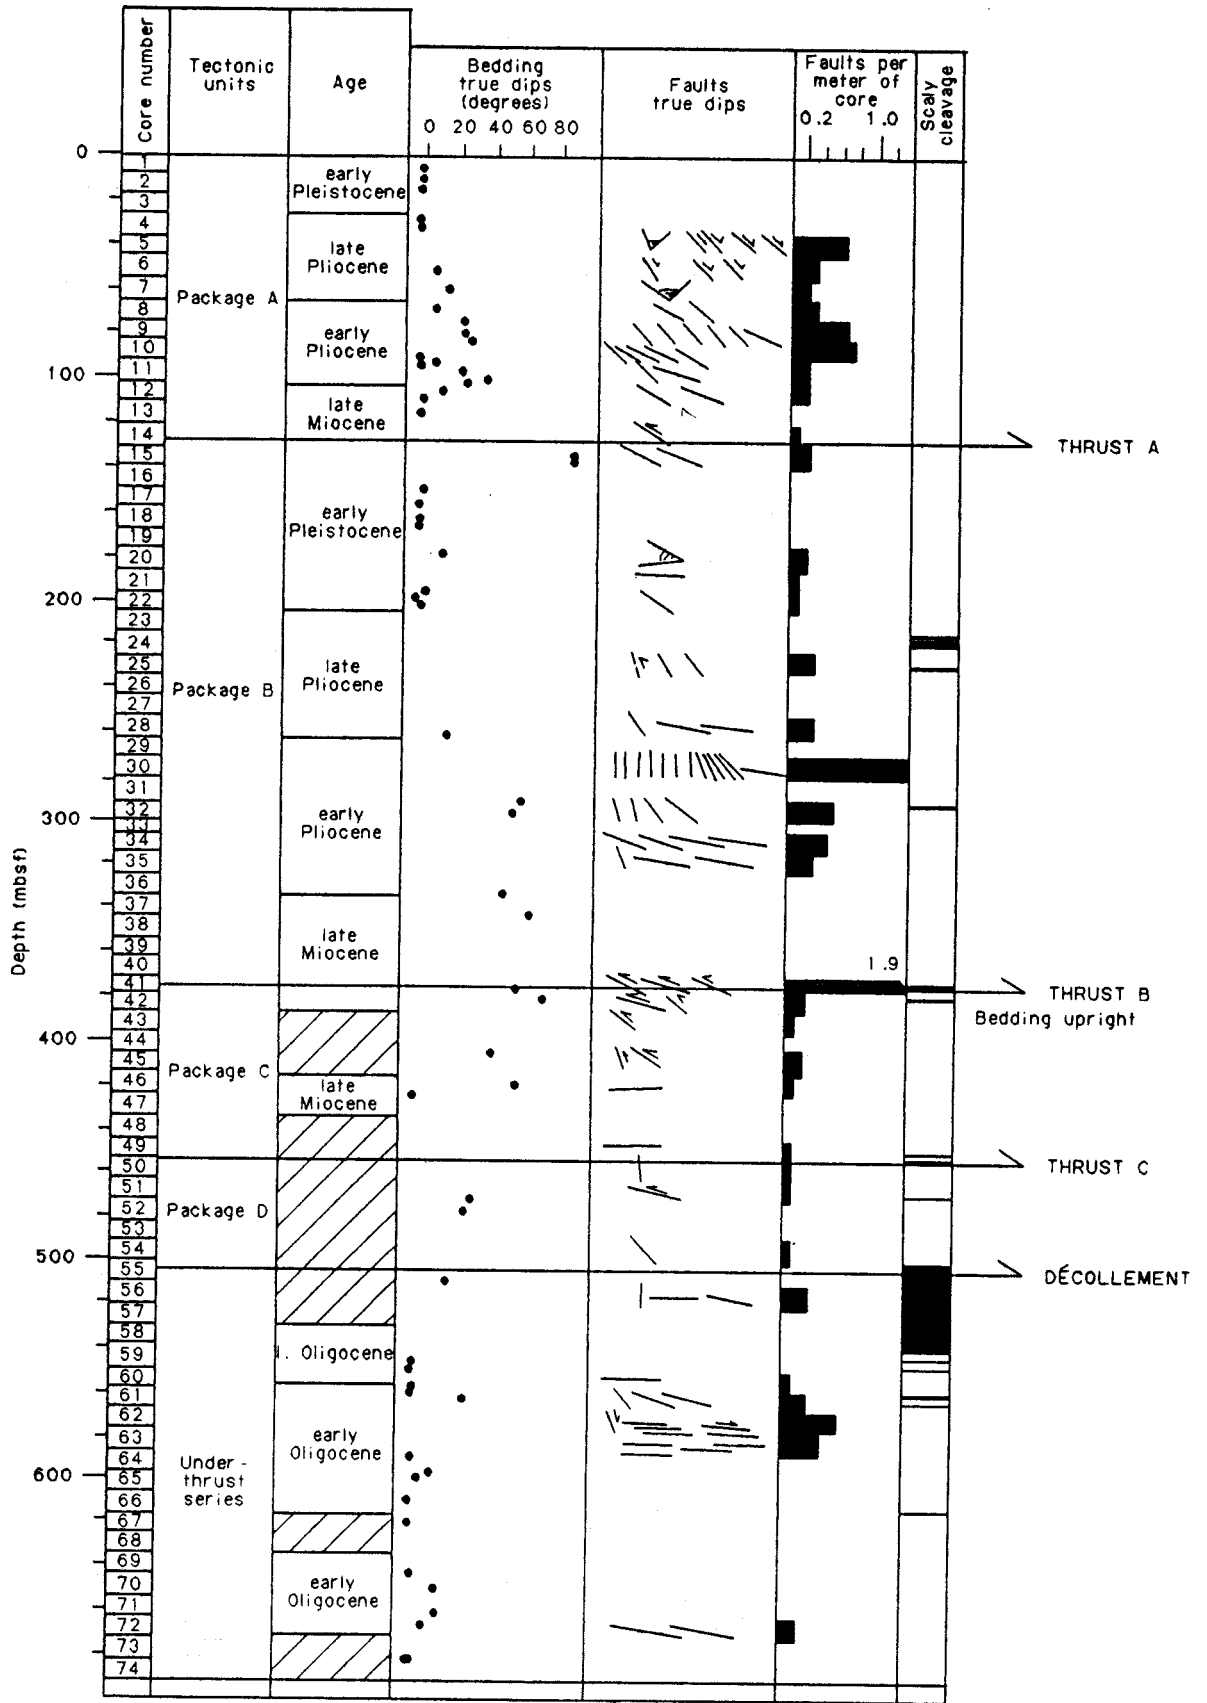 Core number
Tectonic
units
Age
Bedding
true dips
(degrees)
0 20 40 60 80
Faults
true dips
Faults per
meter of
core
0.2 1.0
Scaly
cleavage
Depth (mbsf)
0
100
200
300
400
500
600
1
2
3
4
5
6
7
8
9
10
11
12
13
14
15
16
17
18
19
20
21
22
23
24
25
26
27
28
29
30
31
32
33
34
35
36
37
38
39
40
41
42
43
44
45
46
47
48
49
50
51
52
53
54
55
56
57
58
59
60
61
62
63
64
65
66
67
68
69
70
71
72
73
74
Package A
Package B
Package C
Package D
Under-
thrust
series
early
Pleistocene
late
Pliocene
early
Pliocene
late
Miocene
early
Pleistocene
late
Pliocene
early
Pliocene
late
Miocene
late
Miocene
l. Oligocene
early
Oligocene
early
Oligocene
?
1.9
THRUST A
THRUST B
Bedding upright
THRUST C
DÉCOLLEMENT